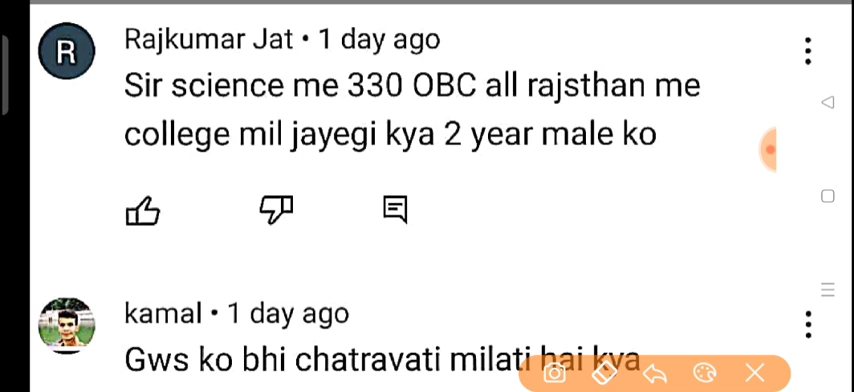 R
Rajkumar Jat • 1 day ago
Sir science me 330 OBC all rajsthan me
college mil jayegi kya 2 year male ko
kamal • 1 day ago
Gws ko bhi chatravati milati hai kya